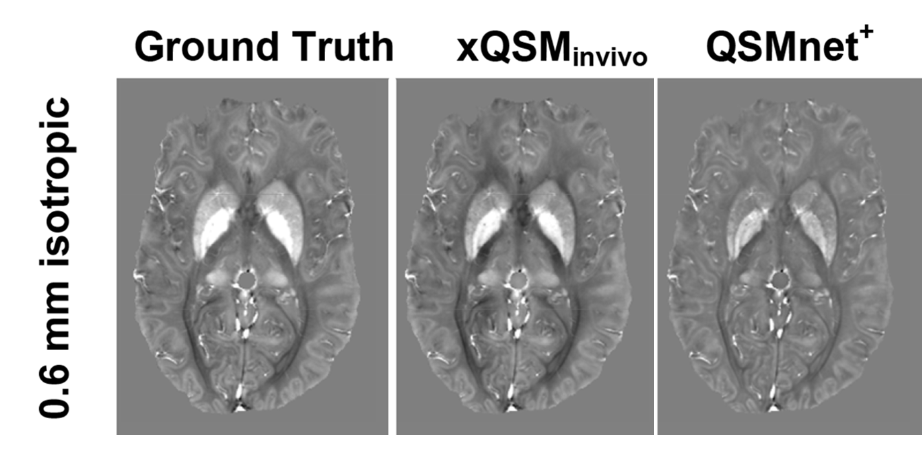 Ground Truth
xQSMinvivo
QSMnet+
0.6 mm isotropic